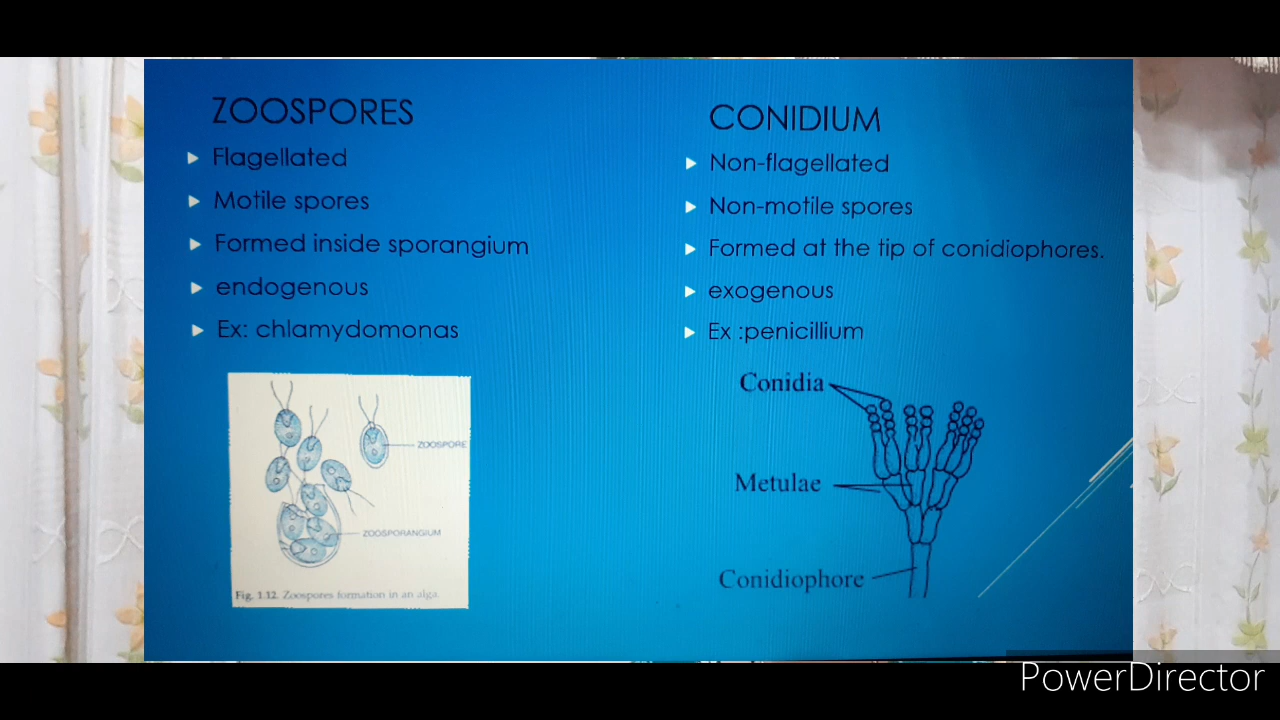 ZOOSPORES
Flagellated
Motile spores
Formed inside sporangium
endogenous
Ex: chlamydomonas
ZOOSPORE
ZOOSPORANGIUM
Fig. 1.12. Zoospores formation in an alga.
CONIDIUM
Non-flagellated
Non-motile spores
Formed at the tip of conidiophores.
exogenous
Ex :penicillium
Conidia
Metulae
Conidiophore
PowerDirector